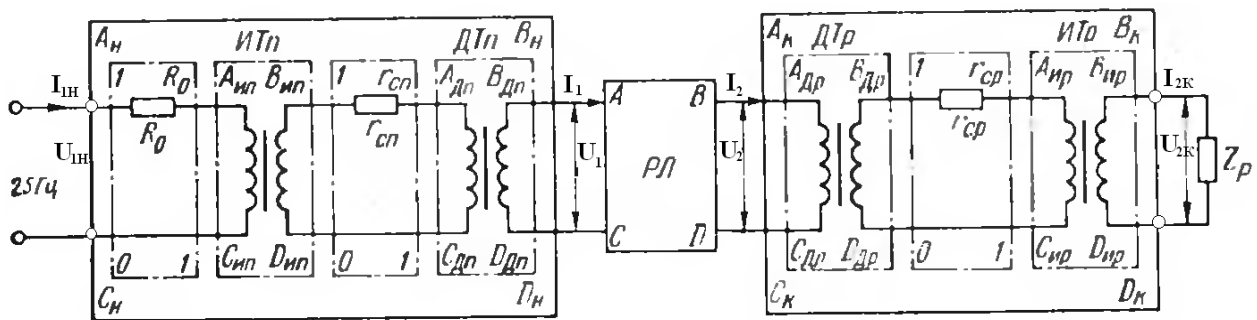 Aн
ИТп
ДТп
Bн
Aк
ДТр
ИТр
Bк
I1н
1
R0
Aип
Bип
1
rсп
Aдп
Bдп
I1
A
B
I2
Aдр
Bдр
1
rср
Aир
Bир
I2к
R0
rсп
rср
U1н
U1
РЛ
U2
U2к
Zр
25Гц
0
1
Cип
Dип
0
1
Cдп
Dдп
C
D
Cдр
Dдр
0
1
Cир
Dир
Cн
Dн
Cк
Dк